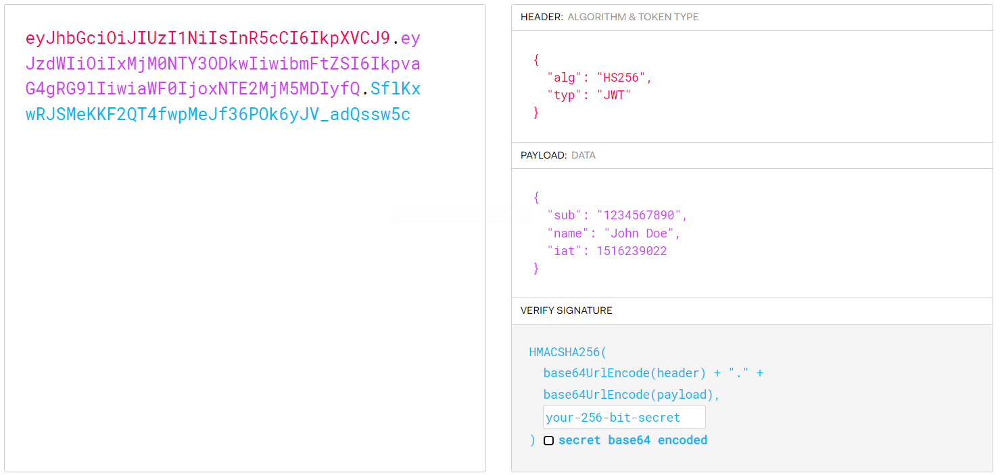 eyJhbGciOiJIUzI1NiIsInR5cCI6IkpXVCJ9.ey
JzdWIiOiIxMjM0NTY3ODkwIiwibmFtZSI6Ikpva
G4gRG9lIiwiaWF0IjoxNTE2MjM5MDIyfQ.SflKx
wRJSMeKKF2QT4fwpMeJf36POk6yJV_adQssw5c
HEADER: ALGORITHM & TOKEN TYPE
{
"alg": "HS256",
"typ": "JWT"
}
PAYLOAD: DATA
{
"sub": "1234567890",
"name": "John Doe",
"iat": 1516239022
}
VERIFY SIGNATURE
HMACSHA256(
base64UrlEncode(header) + "." +
base64UrlEncode(payload),
your-256-bit-secret
) secret base64 encoded